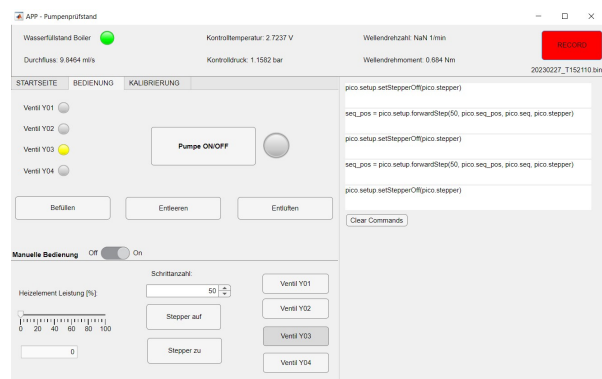 APP - Pumpenprüfstand
Wasserfüllstand Boiler
Kontrolltemperatur: 2.7237 V
Wellendrehzahl: NaN 1/min
RECORD
Durchfluss: 9.8464 ml/s
Kontrolldruck: 1.1582 bar
Wellendrehmoment: 0.684 Nm
20230227_T152110.bin
STARTSEITE BEDIENUNG KALIBRIERUNG
pico.setup.setStepperOff(pico.stepper)
Ventil Y01
seq_pos = pico.setup.forwardStep(50, pico.seq_pos, pico.seq, pico.stepper)
Ventil Y02
pico.setup.setStepperOff(pico.stepper)
Ventil Y03
Pumpe ON/OFF
seq_pos = pico.setup.forwardStep(50, pico.seq_pos, pico.seq, pico.stepper)
Ventil Y04
pico.setup.setStepperOff(pico.stepper)
Befüllen
Entleeren
Entlüften
Clear Commands
Manuelle Bedienung Off On
Schrittanzahl:
50
Heizelement Leistung [%]:
0 20 40 60 80 100
0
Stepper auf
Stepper zu
Ventil Y01
Ventil Y02
Ventil Y03
Ventil Y04